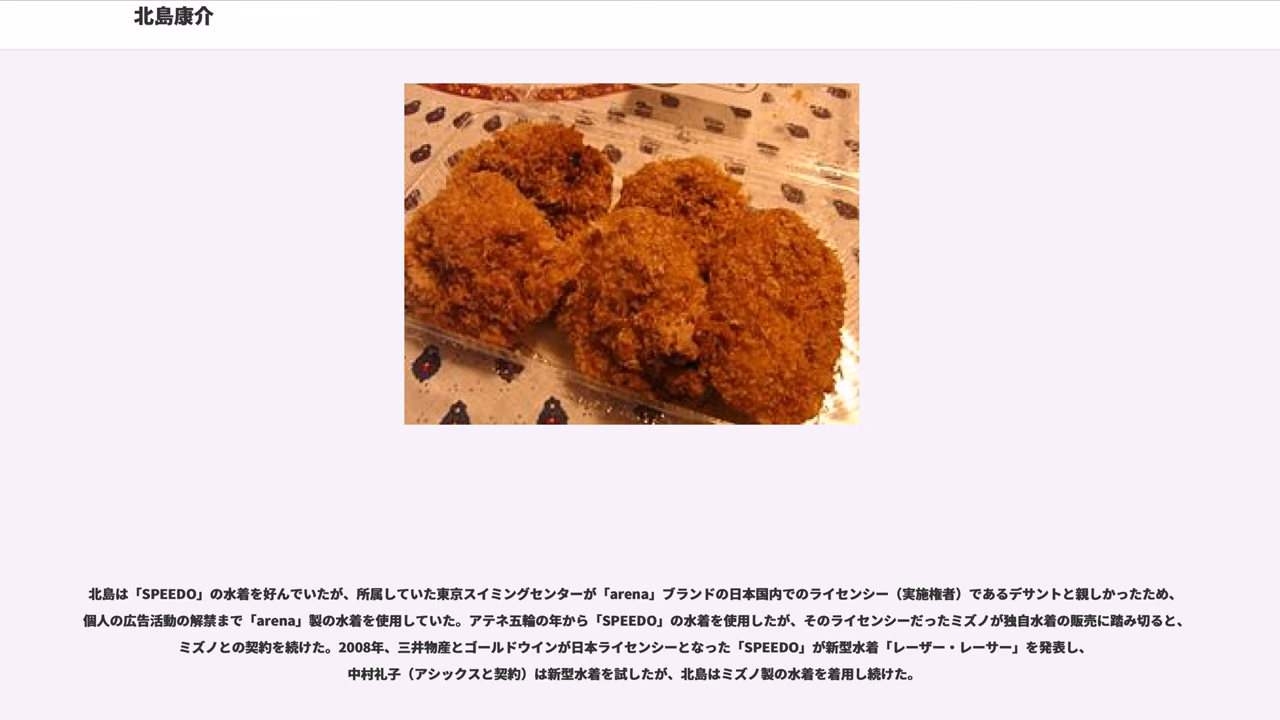 北島康介
北島は「SPEEDO」の水着を好んでいたが、所属していた東京スイミングセンターが「arena」ブランドの日本国内でのライセンシー（実施権者）であるデサントと親しかったため、
個人の広告活動の解禁まで「arena」製の水着を使用していた。アテネ五輪の年から「SPEEDO」の水着を使用したが、そのライセンシーだったミズノが独自水着の販売に踏み切ると、
ミズノとの契約を続けた。2008年、三井物産とゴールドウインが日本ライセンシーとなった「SPEEDO」が新型水着「レーザー・レーサー」を発表し、
中村礼子（アシックスと契約）は新型水着を試したが、北島はミズノ製の水着を着用し続けた。